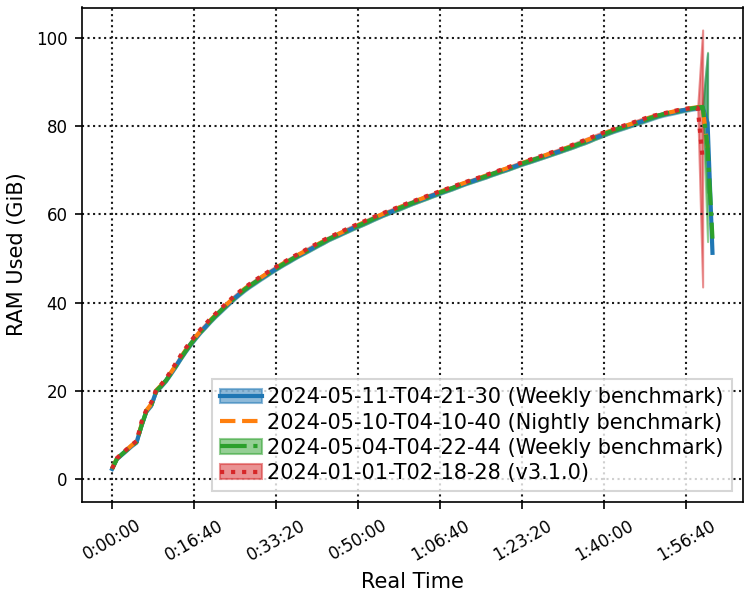 100
80
60
40
20
0
RAM Used (GiB)
2024-05-11-T04-21-30 (Weekly benchmark)
2024-05-10-T04-10-40 (Nightly benchmark)
2024-05-04-T04-22-44 (Weekly benchmark)
2024-01-01-T02-18-28 (v3.1.0)
0:00:00
0:16:40
0:33:20
0:50:00
1:06:40
1:23:20
1:40:00
1:56:40
Real Time